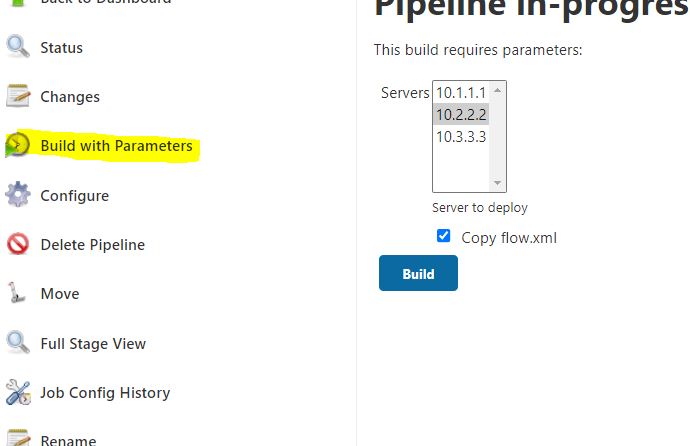 Back to Dashboard
Status
Changes
Build with Parameters
Configure
Delete Pipeline
Move
Full Stage View
Job Config History
Rename
Pipeline in-progres
This build requires parameters:
Servers
10.1.1.1
10.2.2.2
10.3.3.3
Server to deploy
Copy flow.xml
Build